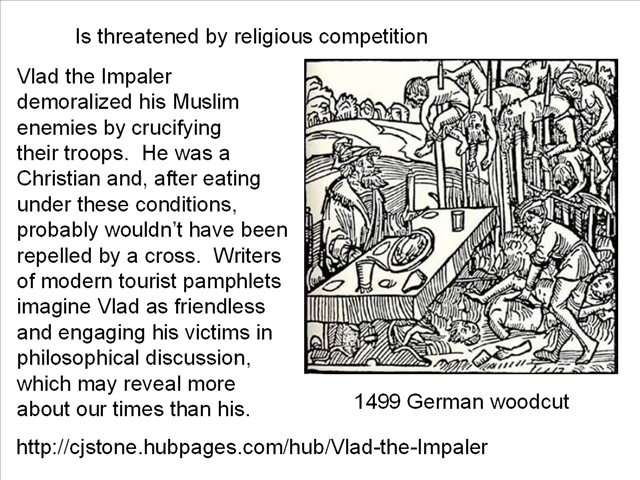 Is threatened by religious competition
Vlad the Impaler
demoralized his Muslim
enemies by crucifying
their troops.  He was a
Christian and, after eating
under these conditions,
probably wouldn’t have been
repelled by a cross.  Writers
of modern tourist pamphlets
imagine Vlad as friendless
and engaging his victims in
philosophical discussion,
which may reveal more
about our times than his.
1499 German woodcut
http://cjstone.hubpages.com/hub/Vlad-the-Impaler